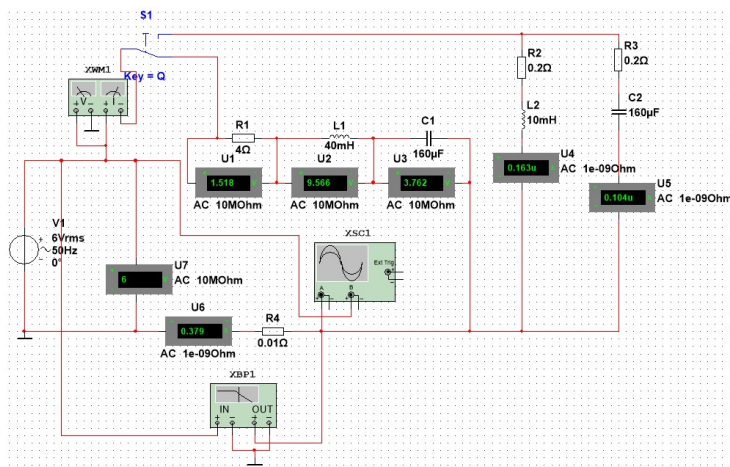 S1
Key = Q
XWM1
V
I
R1
4Ω
L1
40mH
C1
160µF
U1
1.518
AC 10MOhm
U2
9.566
AC 10MOhm
U3
3.762
AC 10MOhm
R2
0.2Ω
L2
10mH
U4
0.163u
AC 1e-09Ohm
R3
0.2Ω
C2
160µF
U5
0.104u
AC 1e-09Ohm
V1
6Vrms
50Hz
0°
U7
6
AC 10MOhm
U6
0.379
AC 1e-09Ohm
R4
0.01Ω
XSC1
Ext Trig
A
B
XBP1
IN
OUT